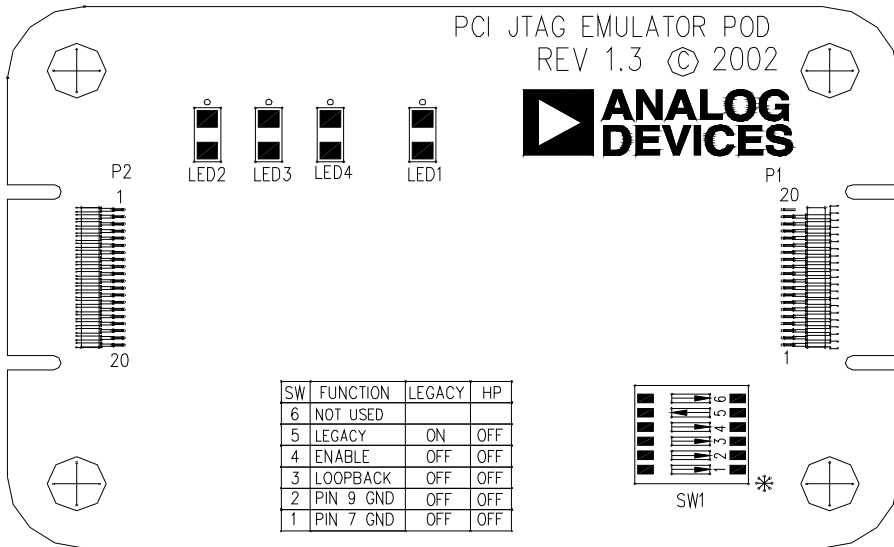 PCI JTAG EMULATOR POD
REV 1.3 © 2002
ANALOG
DEVICES
LED2 LED3 LED4 LED1
P2
1
20
P1
20
1
SW FUNCTION LEGACY HP
6 NOT USED
5 LEGACY ON OFF
4 ENABLE OFF OFF
3 LOOPBACK OFF OFF
2 PIN 9 GND OFF OFF
1 PIN 7 GND OFF OFF
6
5
4
3
2
1
SW1